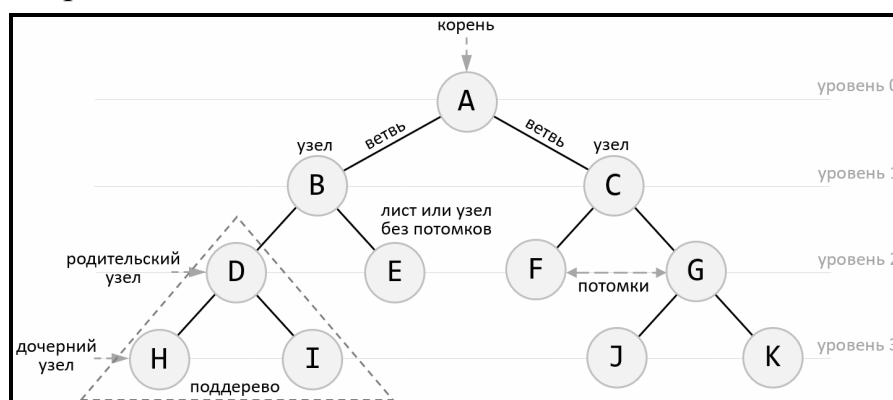 корень
A
уровень 0
ветвь
ветвь
узел
узел
B
C
уровень 1
лист или узел
без потомков
родительский
узел
D
E
F
G
уровень 2
потомки
дочерний
узел
H
I
J
K
уровень 3
поддерево